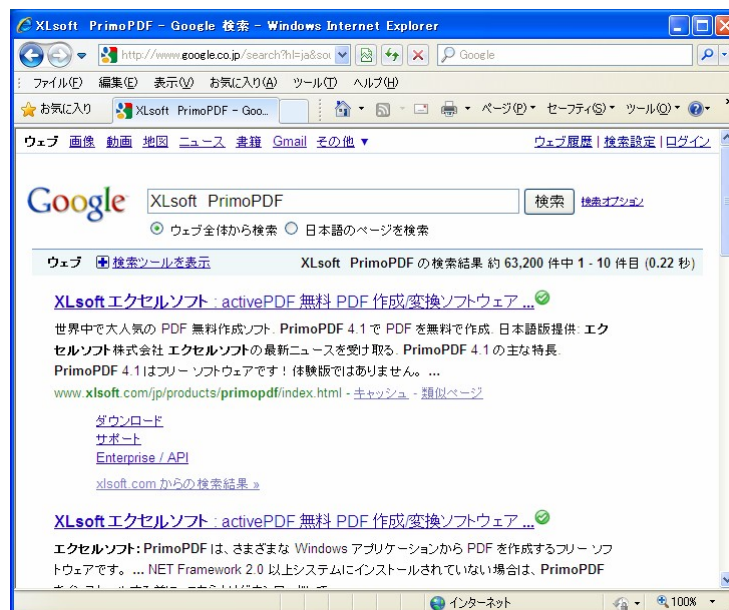 XLsoft PrimoPDF - Google 検索 - Windows Internet Explorer
http://www.google.co.jp/search?hl=ja&sou
Google
ファイル(F) 編集(E) 表示(V) お気に入り(A) ツール(T) ヘルプ(H)
お気に入り XLsoft PrimoPDF - Goo... ページ(P) セーフティ(S) ツール(O)
ウェブ 画像 動画 地図 ニュース 書籍 Gmail その他 ▼ ウェブ履歴 | 検索設定 | ログイン
Google XLsoft PrimoPDF 検索 検索オプション
ウェブ全体から検索 日本語のページを検索
ウェブ 検索ツールを表示 XLsoft PrimoPDF の検索結果 約 63,200 件中 1 - 10 件目 (0.22 秒)
XLsoft エクセルソフト : activePDF 無料 PDF 作成/変換ソフトウェア ...
世界中で大人気の PDF 無料作成ソフト. PrimoPDF 4.1 で PDF を無料で作成. 日本語版提供: エク
セルソフト株式会社 エクセルソフトの最新ニュースを受け取る. PrimoPDF 4.1 の主な特長.
PrimoPDF 4.1 はフリー ソフトウェアです！体験版ではありません。 ...
www.xlsoft.com/jp/products/primopdf/index.html - キャッシュ - 類似ページ
ダウンロード
サポート
Enterprise / API
xlsoft.com からの検索結果 »
XLsoft エクセルソフト : activePDF 無料 PDF 作成/変換ソフトウェア ...
エクセルソフト: PrimoPDF は、さまざまな Windows アプリケーションから PDF を作成するフリー ソフ
トウェアです。 ... NET Framework 2.0 以上システムにインストールされていない場合は、PrimoPDF
インターネット 100%